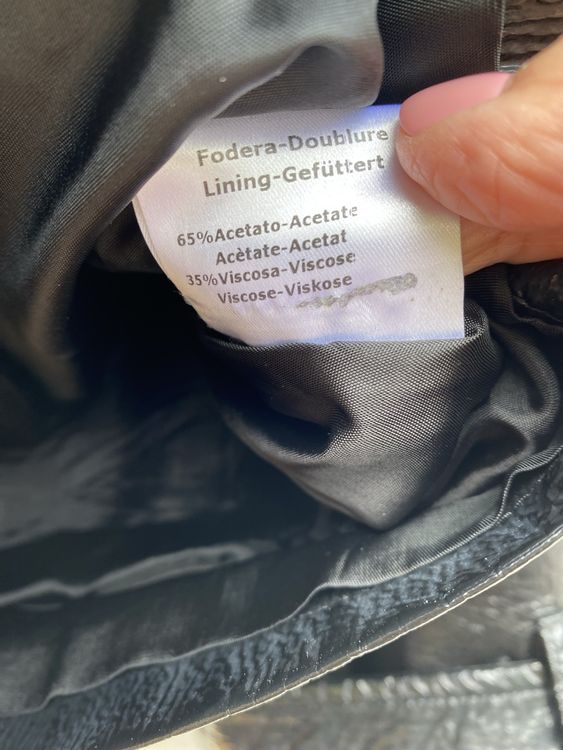 Fodera-Doublure
Lining-Gefüttert
65%Acetato-Acetate
Acètate-Acetat
35%Viscosa-Viscose
Viscose-Viskose